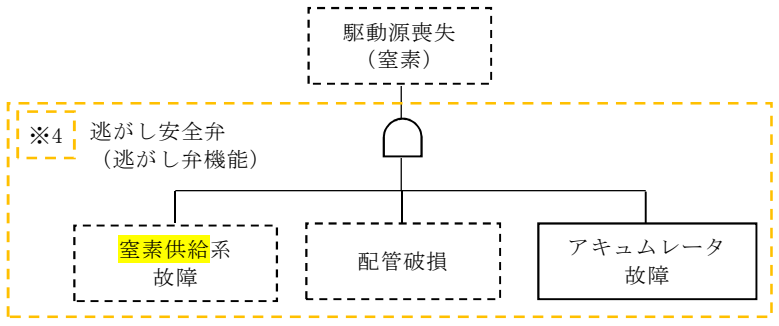 駆動源喪失
（窒素）
※4
逃がし安全弁
（逃がし弁機能）
窒素供給系
故障
配管破損
アキュムレータ
故障